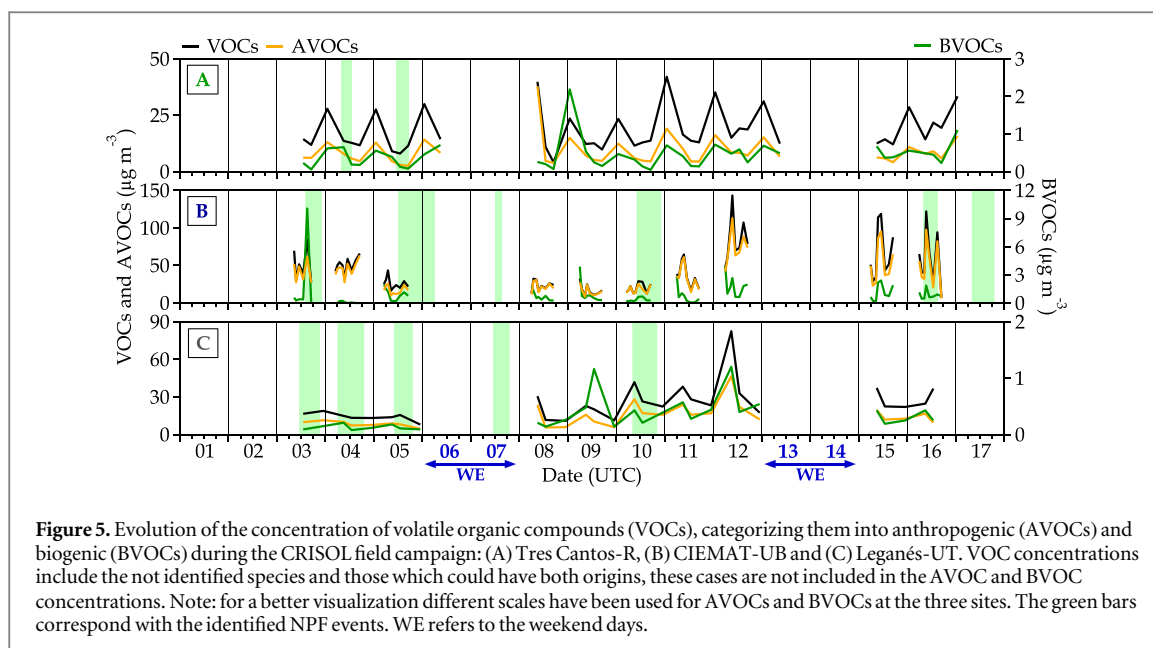 VOCs AVOCs BVOCs
50 3
A
25 2
1
0 0
150 12
B
100 9
6
50 3
0 0
90 2
C
60
30 1
0 0
VOCs and AVOCs (µg m⁻³)
BVOCs (µg m⁻³)
01 02 03 04 05 06 07 08 09 10 11 12 13 14 15 16 17
WE Date (UTC) WE
Figure 5. Evolution of the concentration of volatile organic compounds (VOCs), categorizing them into anthropogenic (AVOCs) and
biogenic (BVOCs) during the CRISOL field campaign: (A) Tres Cantos-R, (B) CIEMAT-UB and (C) Leganés-UT. VOC concentrations
include the not identified species and those which could have both origins, these cases are not included in the AVOC and BVOC
concentrations. Note: for a better visualization different scales have been used for AVOCs and BVOCs at the three sites. The green bars
correspond with the identified NPF events. WE refers to the weekend days.